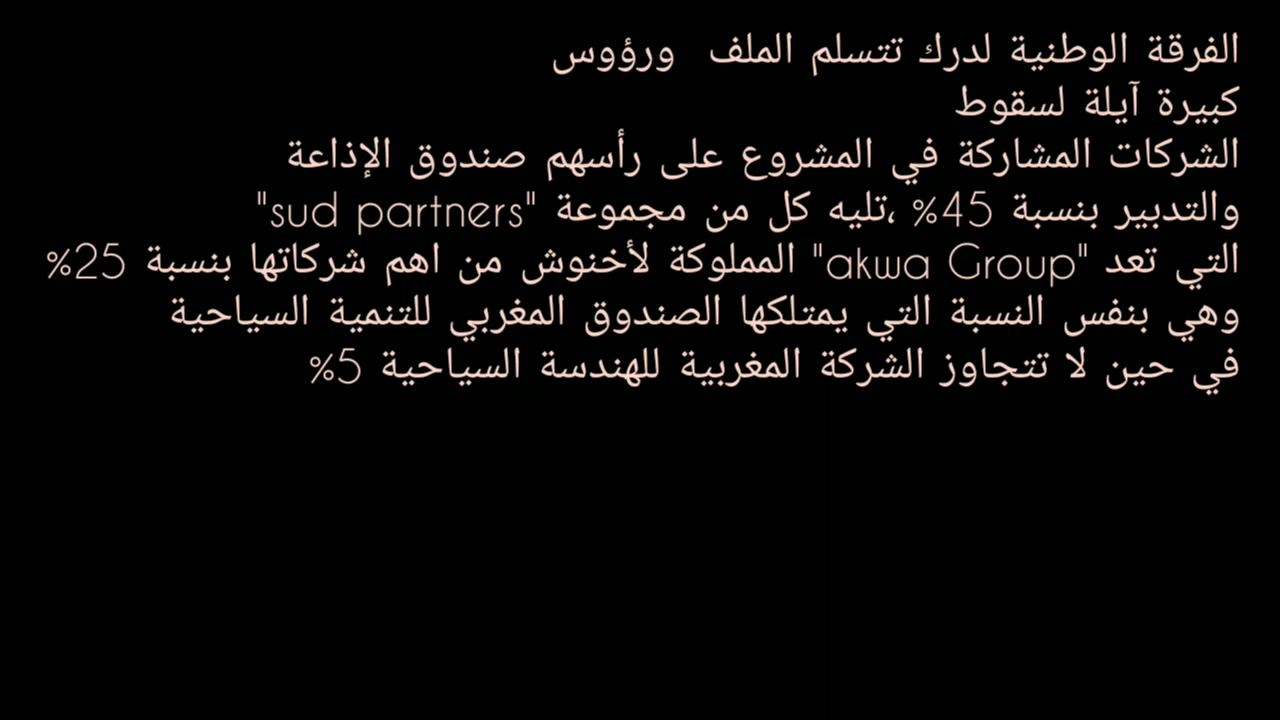 الفرقة الوطنية لدرك تتسلم الملف ورؤوس
كبيرة آيلة لسقوط
الشركات المشاركة في المشروع على رأسهم صندوق الإذاعة
والتدبير بنسبة 45% ،تليه كل من مجموعة "sud partners"
التي تعد "akwa Group" المملوكة لأخنوش من اهم شركاتها بنسبة 25%
وهي بنفس النسبة التي يمتلكها الصندوق المغربي للتنمية السياحية
في حين لا تتجاوز الشركة المغربية للهندسة السياحية 5%